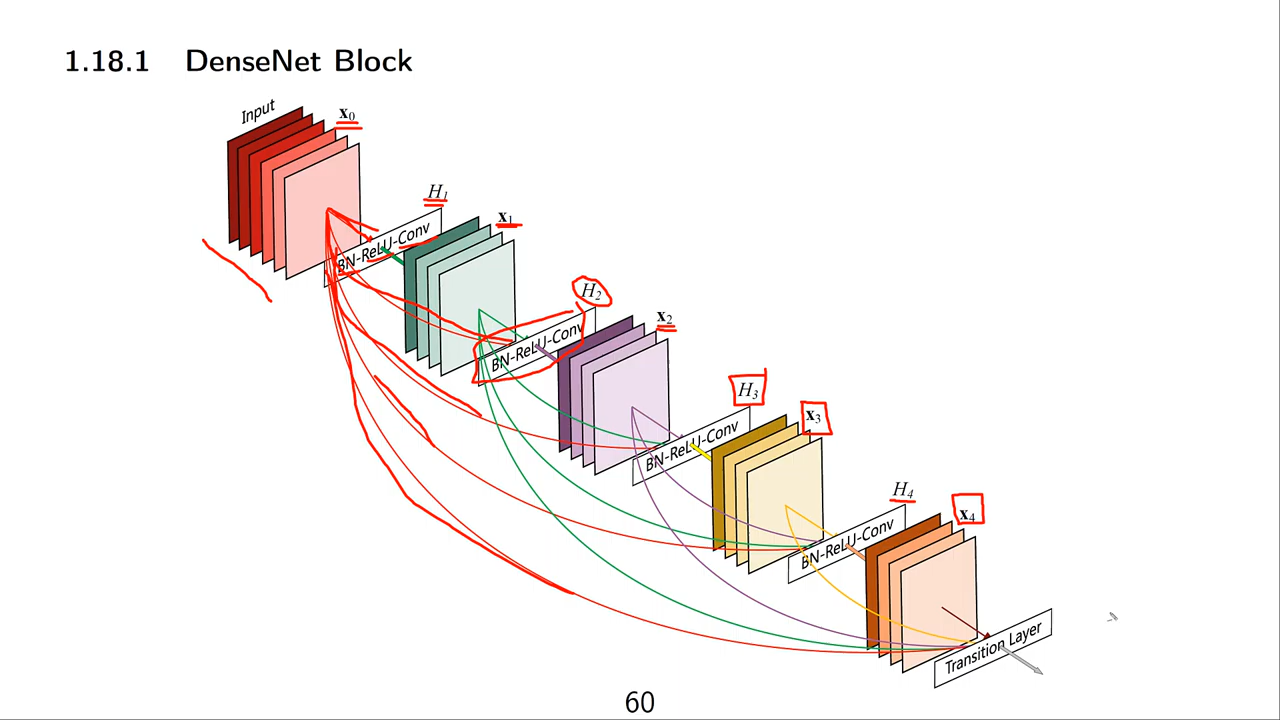 1.18.1 DenseNet Block
Input
x₀
H₁
BN-ReLU-Conv
x₁
H₂
BN-ReLU-Conv
x₂
H₃
BN-ReLU-Conv
x₃
H₄
BN-ReLU-Conv
x₄
Transition Layer
60